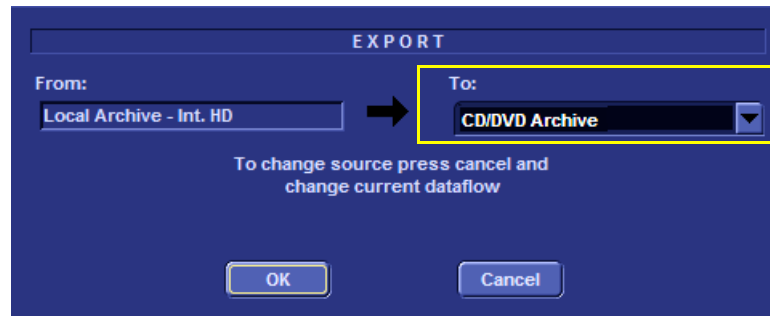 EXPORT
From:
To:
Local Archive - Int. HD
CD/DVD Archive
To change source press cancel and
change current dataflow
OK
Cancel